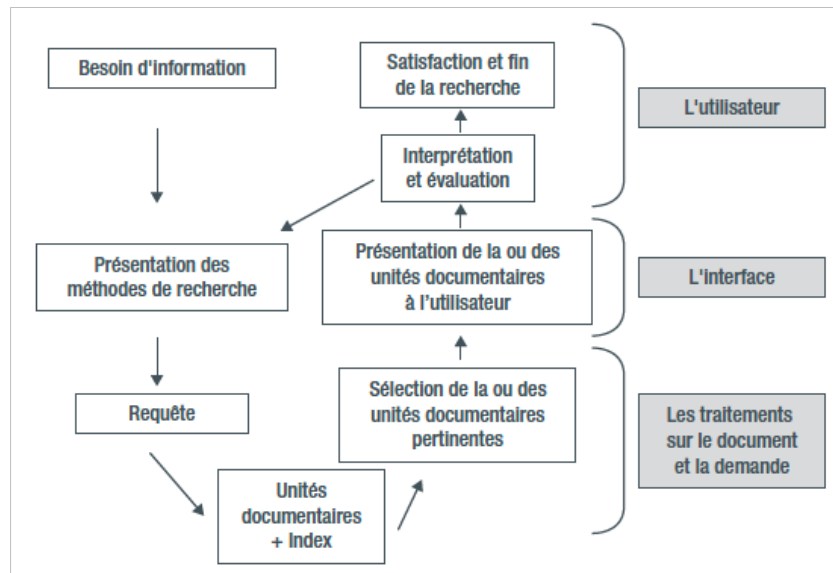 Besoin d'information
Satisfaction et fin
de la recherche
L'utilisateur
Interprétation
et évaluation
Présentation des
méthodes de recherche
Présentation de la ou des
unités documentaires
à l'utilisateur
L'interface
Requête
Sélection de la ou des
unités documentaires
pertinentes
Les traitements
sur le document
et la demande
Unités
documentaires
+ Index